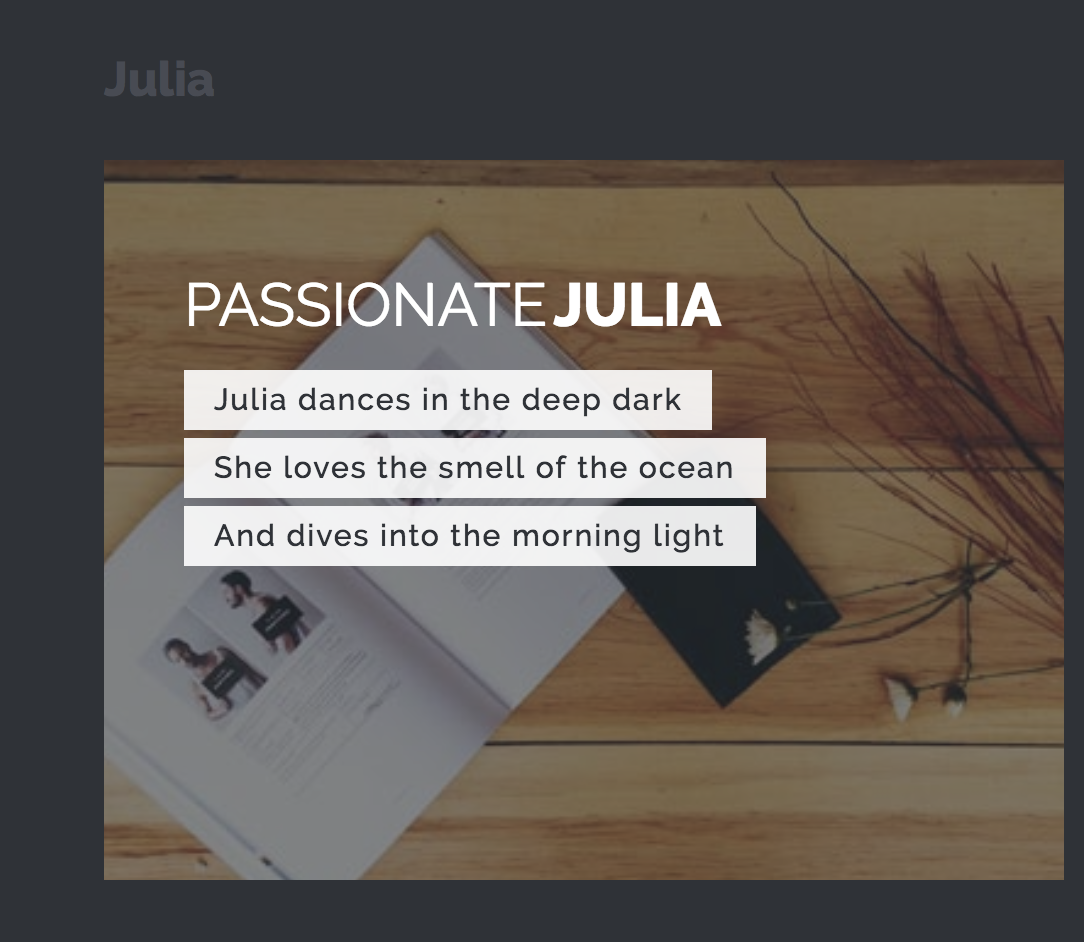 Julia
PASSIONATE JULIA
Julia dances in the deep dark
She loves the smell of the ocean
And dives into the morning light